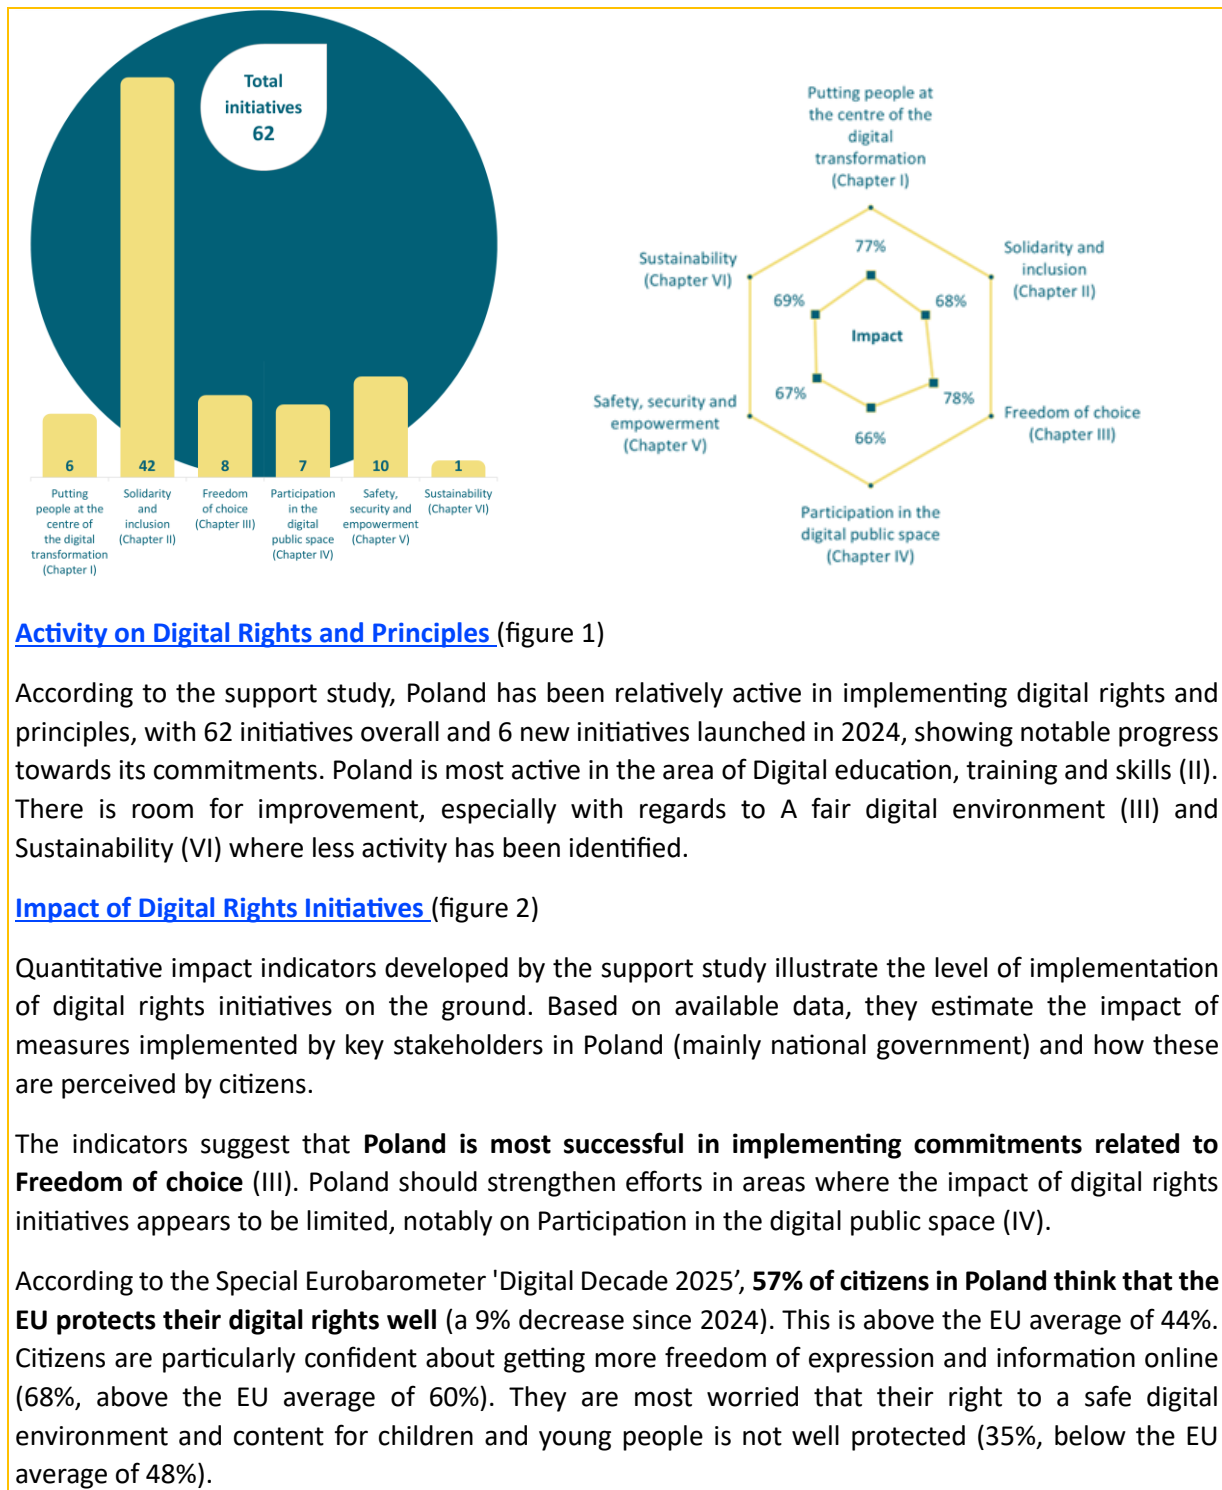 Total
initiatives
62
6
42
8
7
10
1
Putting
people at the
centre of
the digital
transformation
(Chapter I)
Solidarity
and
inclusion
(Chapter II)
Freedom
of choice
(Chapter III)
Participation
in the
digital
public space
(Chapter IV)
Safety,
security and
empowerment
(Chapter V)
Sustainability
(Chapter VI)
Putting people at
the centre of the
digital
transformation
(Chapter I)
77%
Solidarity and
inclusion
(Chapter II)
68%
Freedom of choice
(Chapter III)
78%
Participation in the
digital public space
(Chapter IV)
66%
Safety, security and
empowerment
(Chapter V)
67%
Sustainability
(Chapter VI)
69%
Impact
Activity on Digital Rights and Principles (figure 1)
According to the support study, Poland has been relatively active in implementing digital rights and
principles, with 62 initiatives overall and 6 new initiatives launched in 2024, showing notable progress
towards its commitments. Poland is most active in the area of Digital education, training and skills (II).
There is room for improvement, especially with regards to A fair digital environment (III) and
Sustainability (VI) where less activity has been identified.
Impact of Digital Rights Initiatives (figure 2)
Quantitative impact indicators developed by the support study illustrate the level of implementation
of digital rights initiatives on the ground. Based on available data, they estimate the impact of
measures implemented by key stakeholders in Poland (mainly national government) and how these
are perceived by citizens.
The indicators suggest that Poland is most successful in implementing commitments related to
Freedom of choice (III). Poland should strengthen efforts in areas where the impact of digital rights
initiatives appears to be limited, notably on Participation in the digital public space (IV).
According to the Special Eurobarometer 'Digital Decade 2025’, 57% of citizens in Poland think that the
EU protects their digital rights well (a 9% decrease since 2024). This is above the EU average of 44%.
Citizens are particularly confident about getting more freedom of expression and information online
(68%, above the EU average of 60%). They are most worried that their right to a safe digital
environment and content for children and young people is not well protected (35%, below the EU
average of 48%).